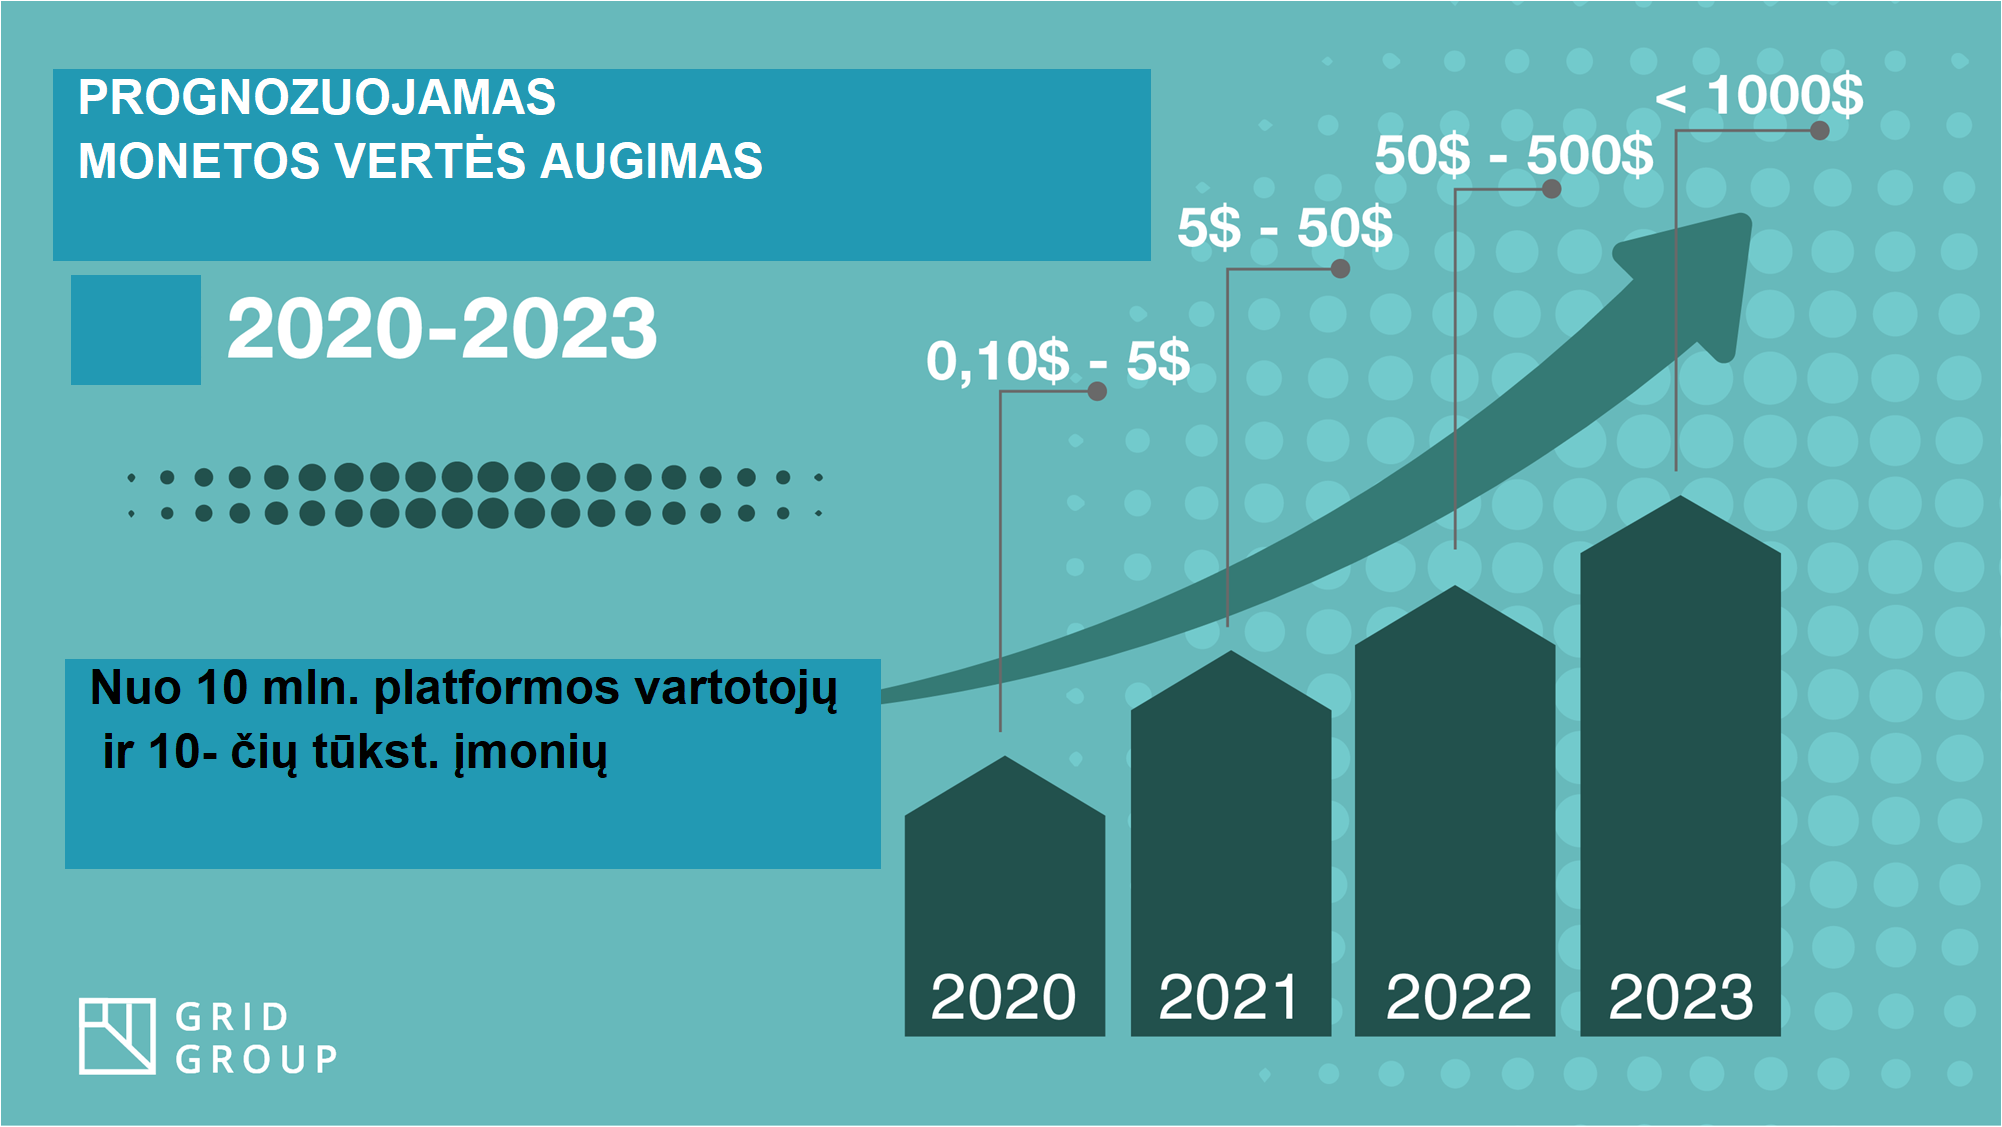 PROGNOZUOJAMAS
MONETOS VERTĖS AUGIMAS
2020-2023
< 1000$
50$ - 500$
5$ - 50$
0,10$ - 5$
Nuo 10 mln. platformos vartotojų
ir 10- čių tūkst. įmonių
2020
2021
2022
2023
GRID
GROUP